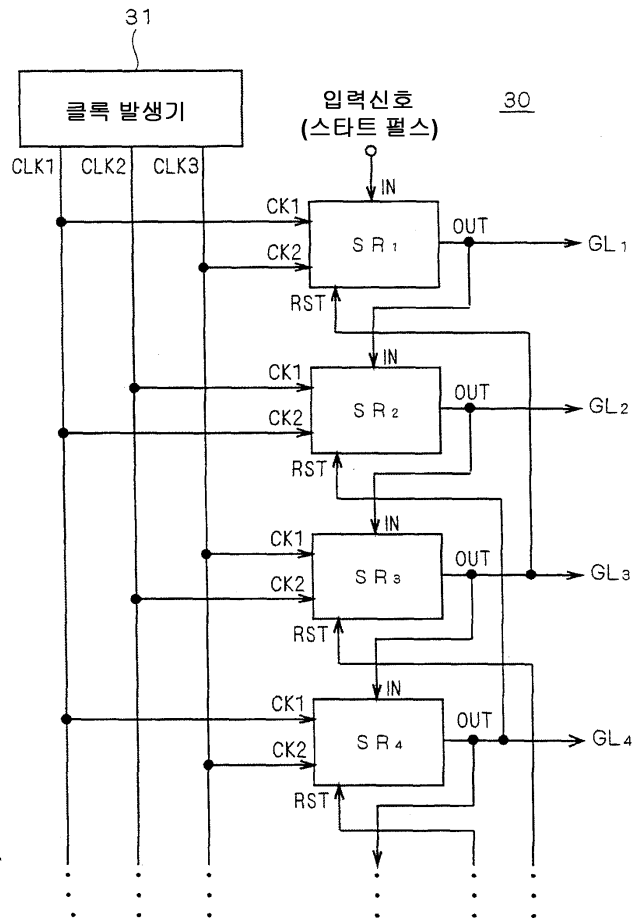 31
클록 발생기
입력신호
(스타트 펄스)
30
CLK1 CLK2 CLK3
IN
CK1
SR₁
OUT
GL₁
CK2
RST
IN
CK1
SR₂
OUT
GL₂
CK2
RST
IN
CK1
SR₃
OUT
GL₃
CK2
RST
IN
CK1
SR₄
OUT
GL₄
CK2
RST